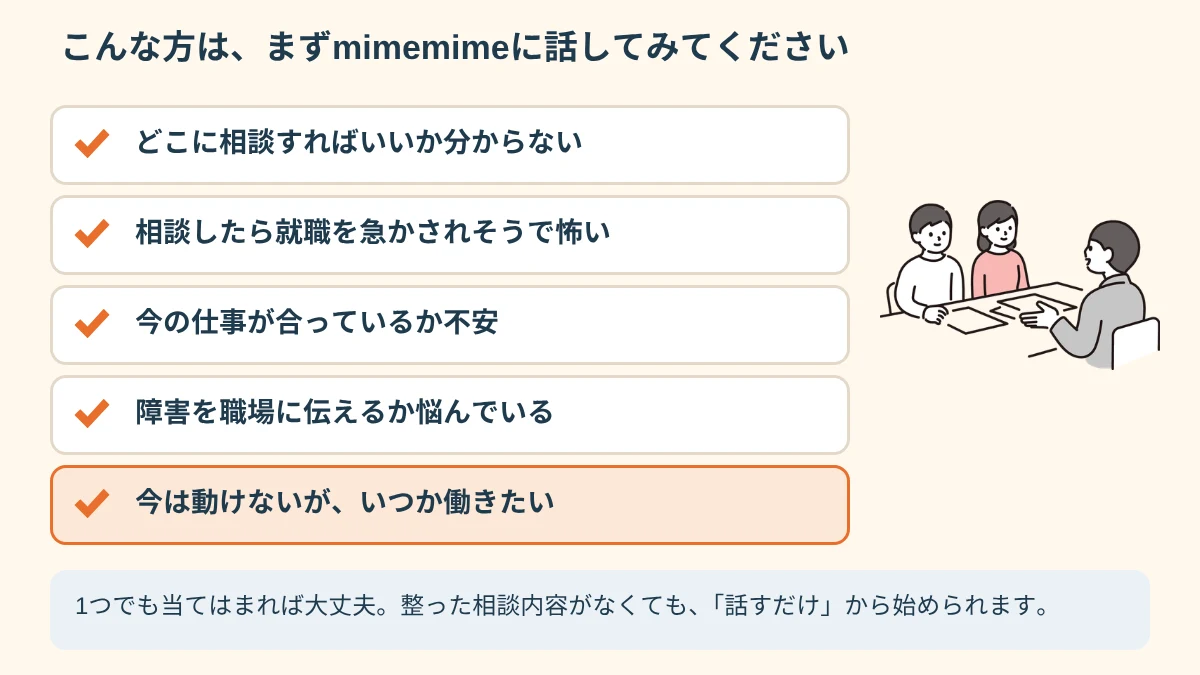 こんな方は、まずmimemimeに話してみてください
どこに相談すればいいか分からない
相談したら就職を急かされそうで怖い
今の仕事が合っているか不安
障害を職場に伝えるか悩んでいる
今は動けないが、いつか働きたい
1つでも当てはまれば大丈夫。整った相談内容がなくても、「話すだけ」から始められます。